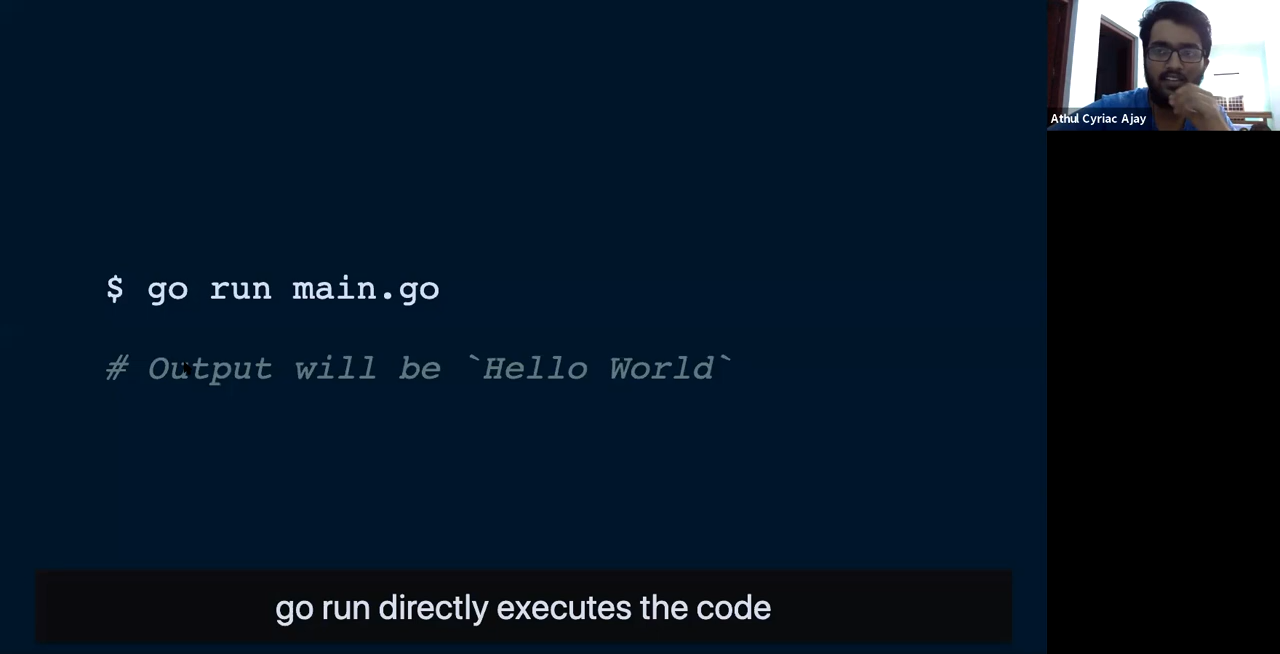 $ go run main.go
# Output will be `Hello World`
go run directly executes the code
Athul Cyriac Ajay